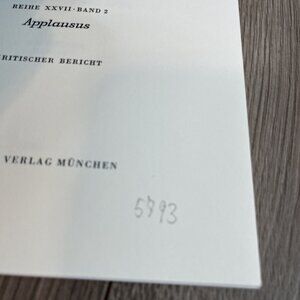 REIHE XXVII · BAND 2
Applausus
RITISCHER BERICHT
VERLAG MÜNCHEN
5793